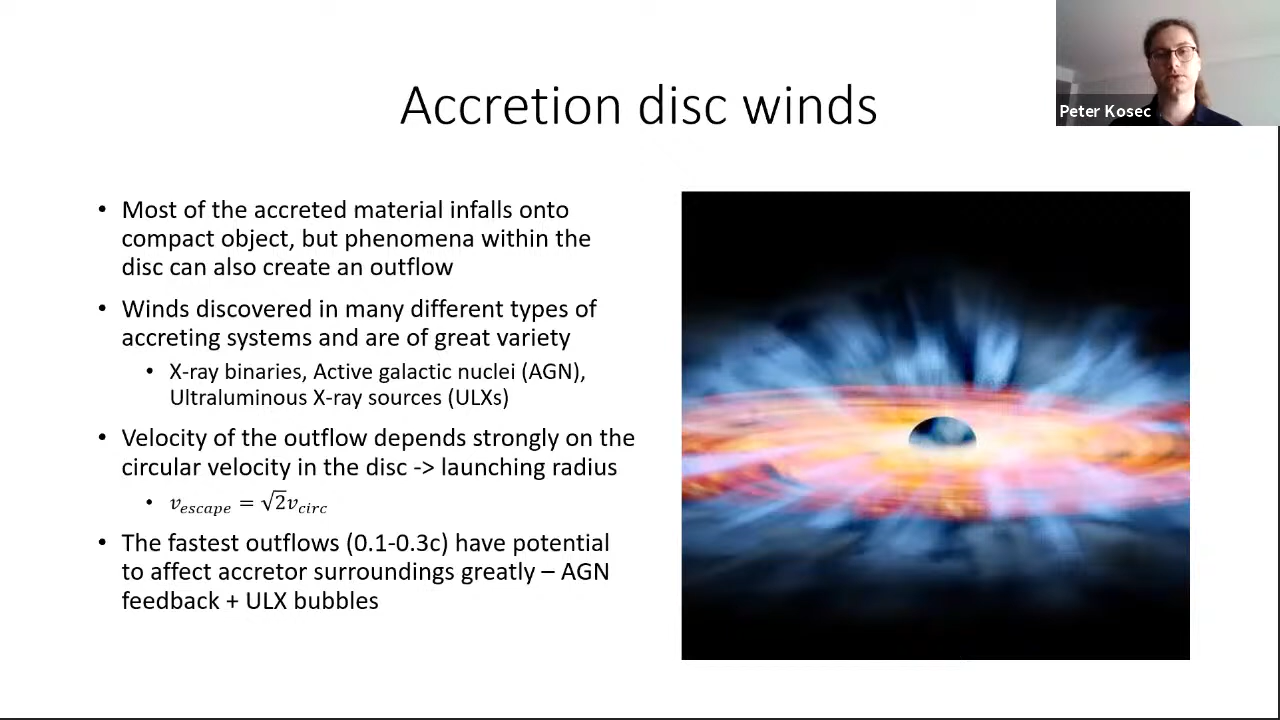 Accretion disc winds
Peter Kosec
• Most of the accreted material infalls onto
compact object, but phenomena within the
disc can also create an outflow
• Winds discovered in many different types of
accreting systems and are of great variety
• X-ray binaries, Active galactic nuclei (AGN),
Ultraluminous X-ray sources (ULXs)
• Velocity of the outflow depends strongly on the
circular velocity in the disc -> launching radius
• v_escape = √2v_circ
• The fastest outflows (0.1-0.3c) have potential
to affect accretor surroundings greatly – AGN
feedback + ULX bubbles